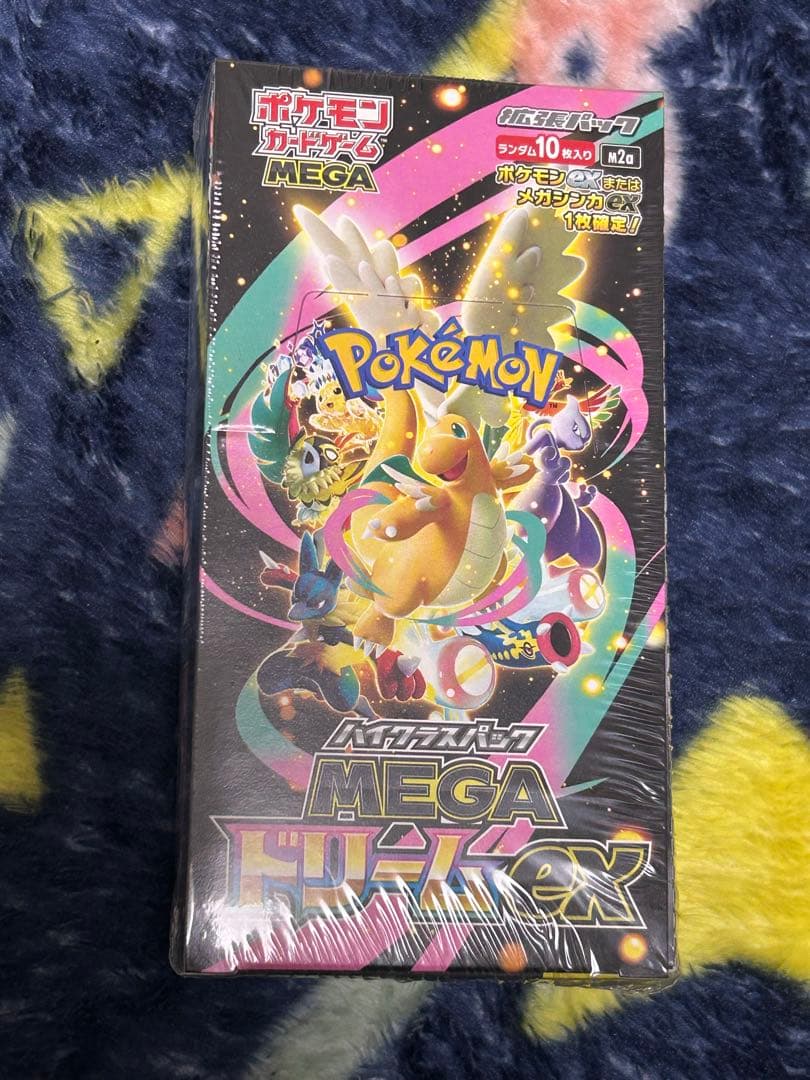 ポケモン
カードゲーム
MEGA
拡張パック
ランダム10枚入り
M2a
ポケモンexまたは
メガシンカex
1枚確定!
POKéMON
TM
ハイクラスパック
MEGA
ドリームex